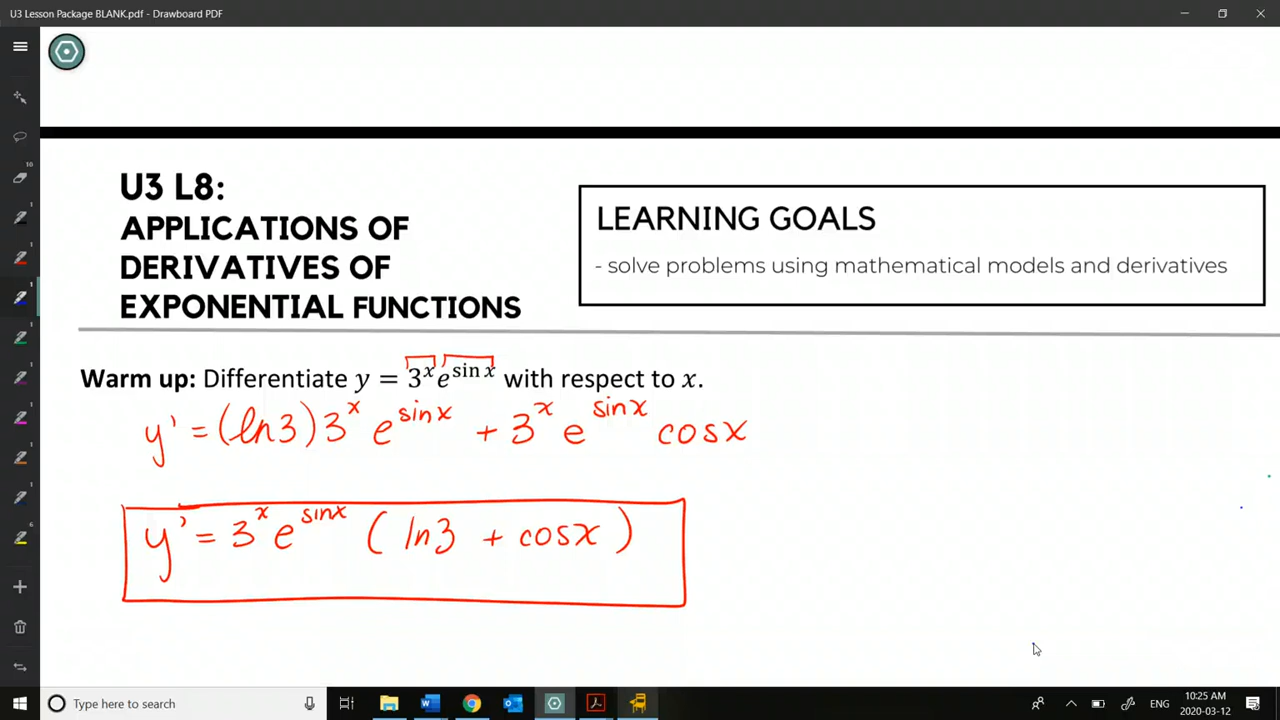 U3 Lesson Package BLANK.pdf - Drawboard PDF
U3 L8:
APPLICATIONS OF
DERIVATIVES OF
EXPONENTIAL FUNCTIONS
LEARNING GOALS
- solve problems using mathematical models and derivatives
Warm up: Differentiate y = 3^x e^{sin x} with respect to x.
y' = (ln3)3^x e^{sinx} + 3^x e^{sinx} cosx
y' = 3^x e^{sinx} (ln3 + cosx)
Type here to search
ENG
10:25 AM
2020-03-12